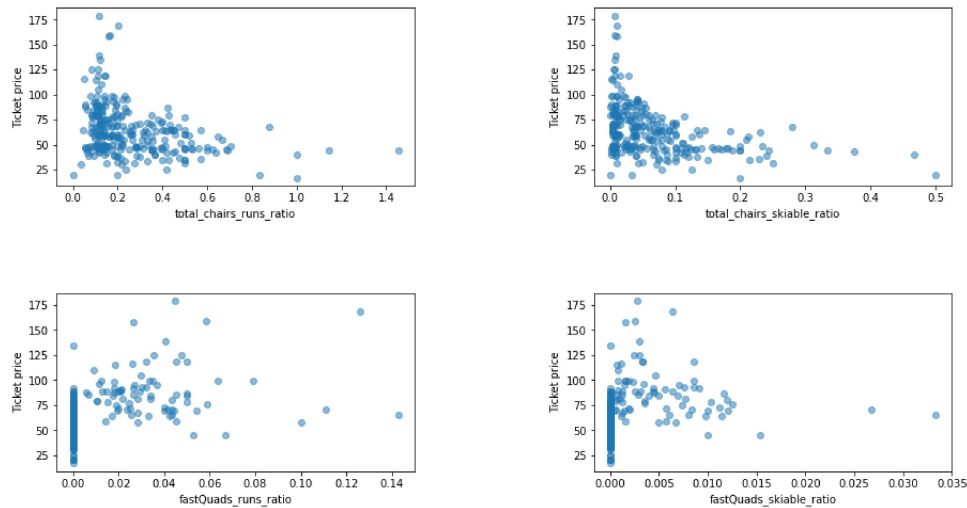 175
150
125
100
75
50
25
Ticket price
0.0 0.2 0.4 0.6 0.8 1.0 1.2 1.4
total_chairs_runs_ratio
175
150
125
100
75
50
25
Ticket price
0.0 0.1 0.2 0.3 0.4 0.5
total_chairs_skiable_ratio
175
150
125
100
75
50
25
Ticket price
0.00 0.02 0.04 0.06 0.08 0.10 0.12 0.14
fastQuads_runs_ratio
175
150
125
100
75
50
25
Ticket price
0.000 0.005 0.010 0.015 0.020 0.025 0.030 0.035
fastQuads_skiable_ratio